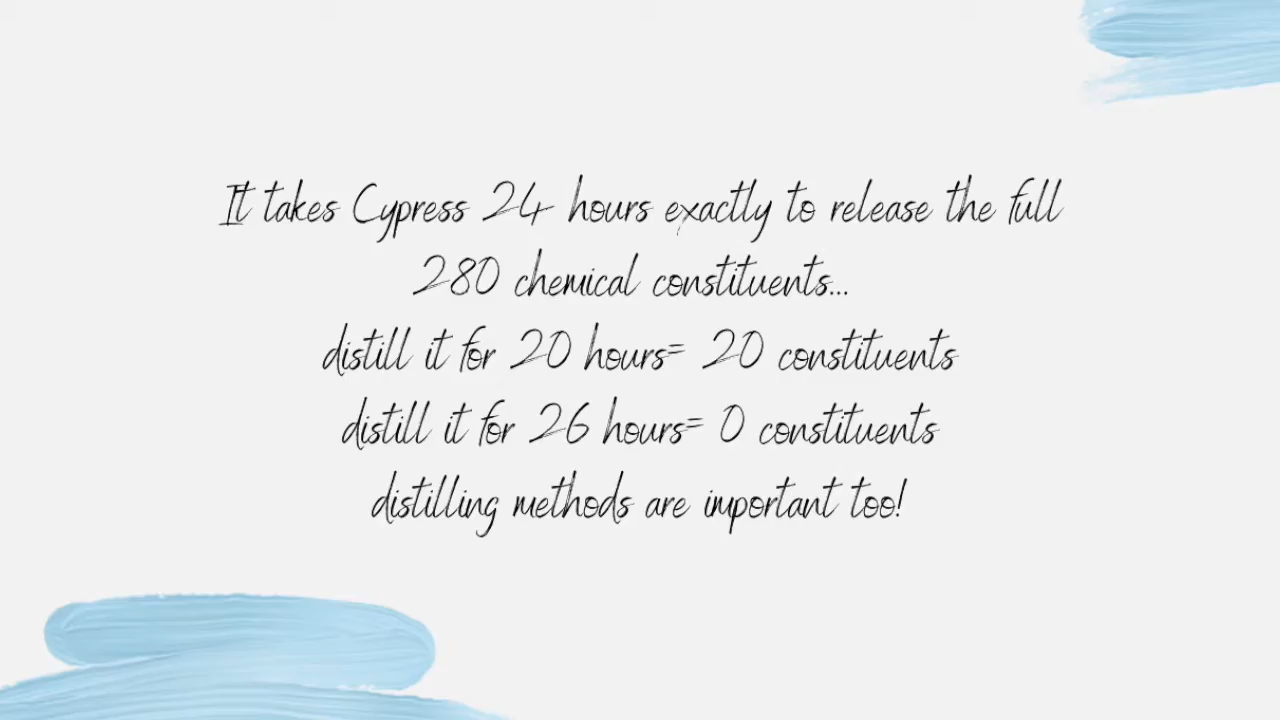 It takes Cypress 24 hours exactly to release the full
280 chemical constituents...
distill it for 20 hours= 20 constituents
distill it for 26 hours= 0 constituents
distilling methods are important too!